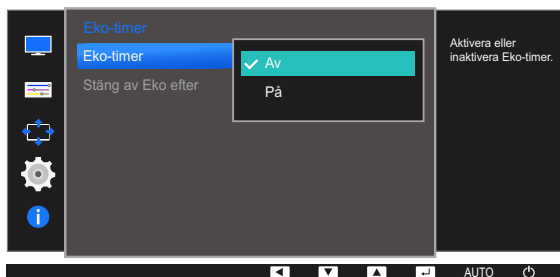 Eko-timer
Eko-timer
Av
Aktivera eller
inaktivera Eko-timer.
Stäng av Eko efter
På
AUTO